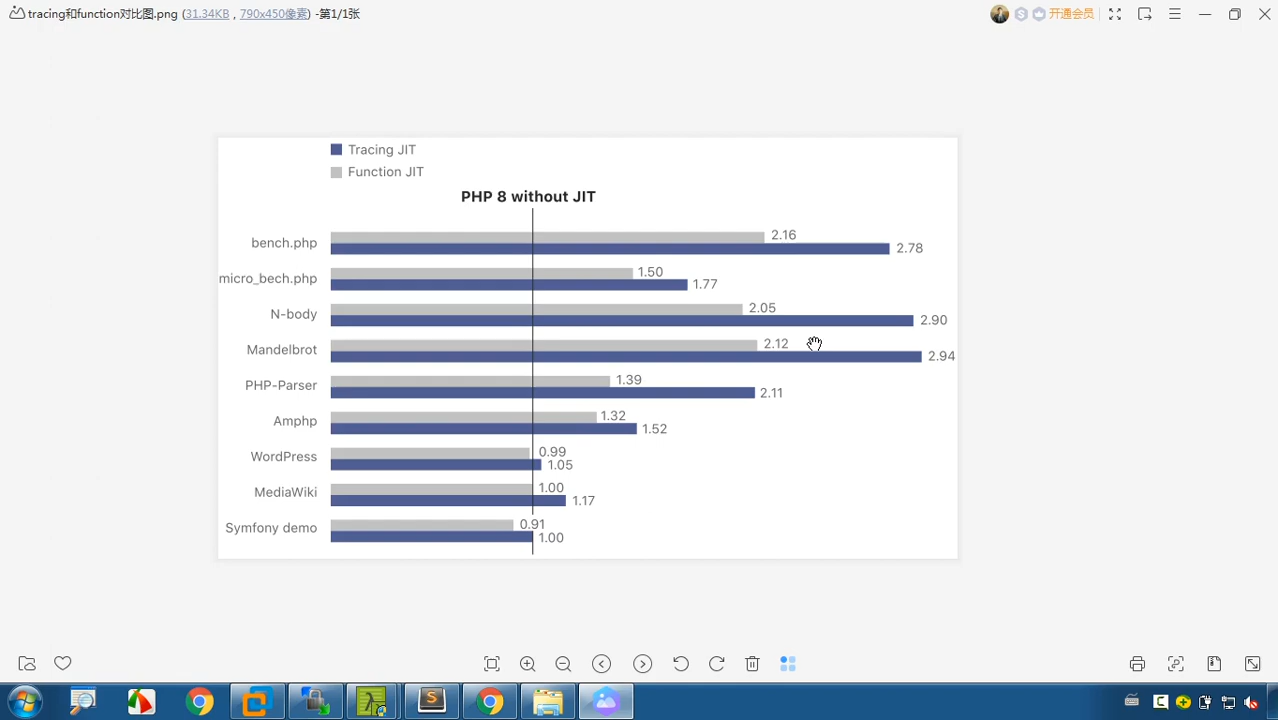 tracing和function对比图.png (31.34KB , 790x450像素) -第1/1张
开通会员
Tracing JIT
Function JIT
PHP 8 without JIT
bench.php 2.16 2.78
micro_bech.php 1.50 1.77
N-body 2.05 2.90
Mandelbrot 2.12 2.94
PHP-Parser 1.39 2.11
Amphp 1.32 1.52
WordPress 0.99 1.05
MediaWiki 1.00 1.17
Symfony demo 0.91 1.00